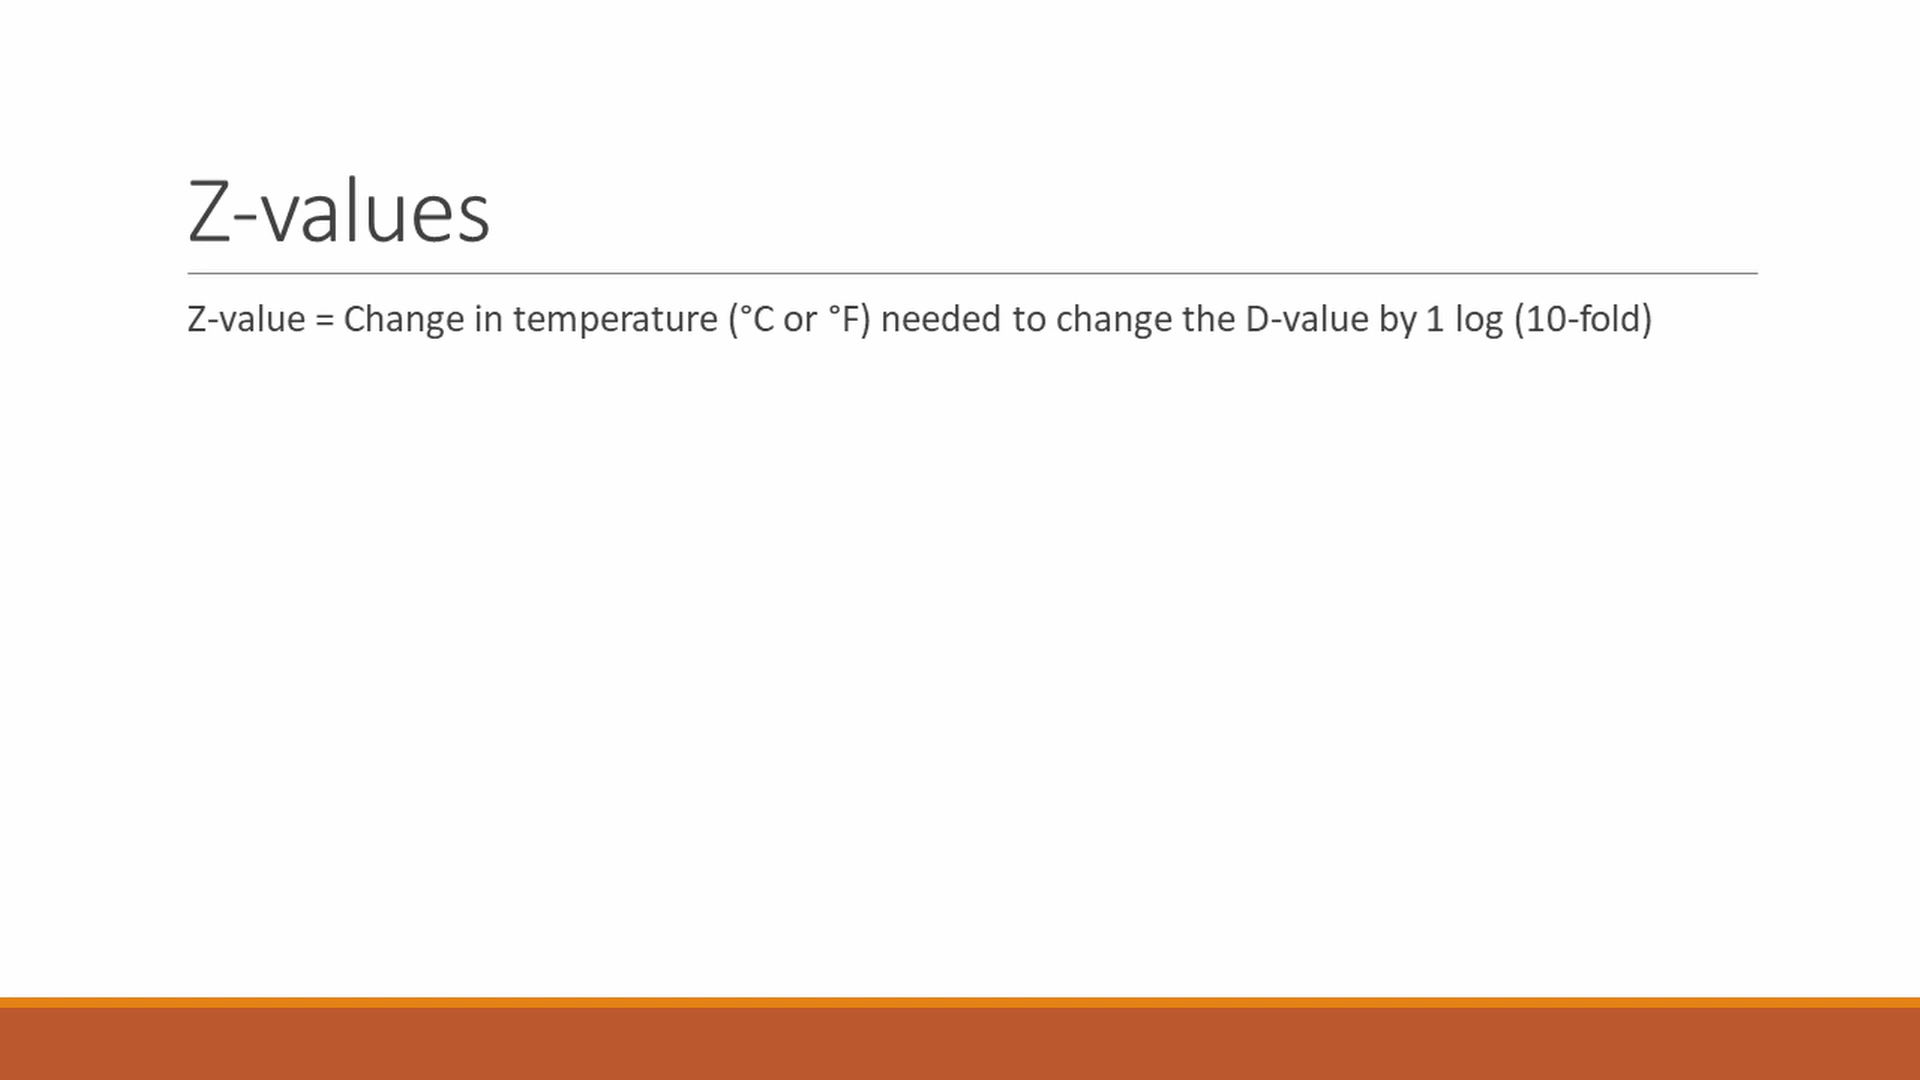 Z-values
Z-value = Change in temperature (°C or °F) needed to change the D-value by 1 log (10-fold)